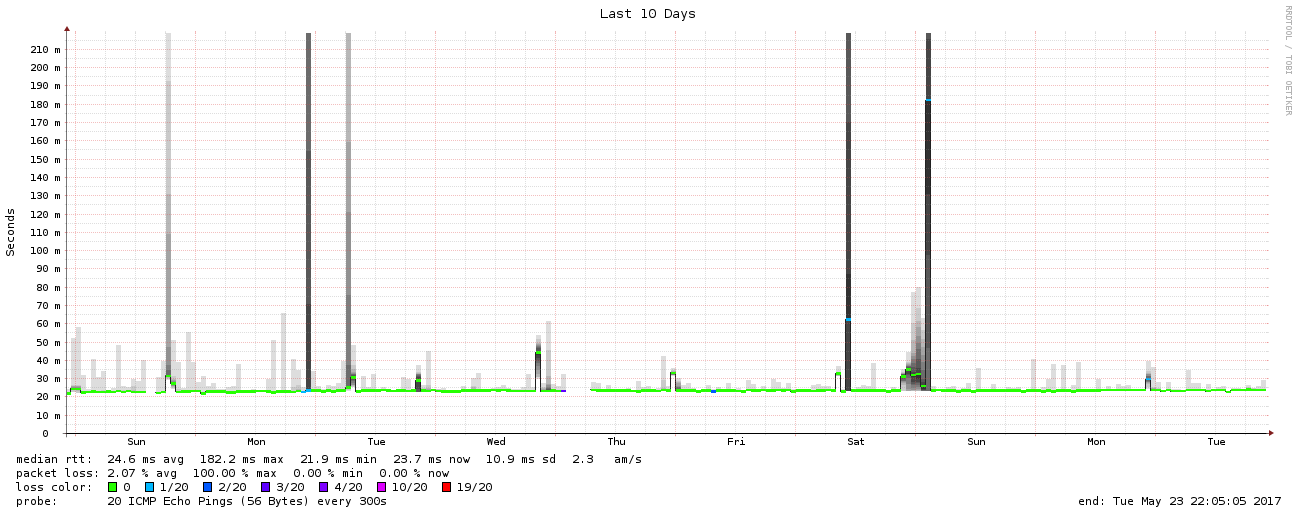 Last 10 Days
RRDTOOL / TOBI OETIKER
Seconds
210 m
200 m
190 m
180 m
170 m
160 m
150 m
140 m
130 m
120 m
110 m
100 m
90 m
80 m
70 m
60 m
50 m
40 m
30 m
20 m
10 m
0
Sun Mon Tue Wed Thu Fri Sat Sun Mon Tue
median rtt: 24.6 ms avg 182.2 ms max 21.9 ms min 23.7 ms now 10.9 ms sd 2.3 am/s
packet loss: 2.07 % avg 100.00 % max 0.00 % min 0.00 % now
loss color: 0 1/20 2/20 3/20 4/20 10/20 19/20
probe: 20 ICMP Echo Pings (56 Bytes) every 300s end: Tue May 23 22:05:05 2017